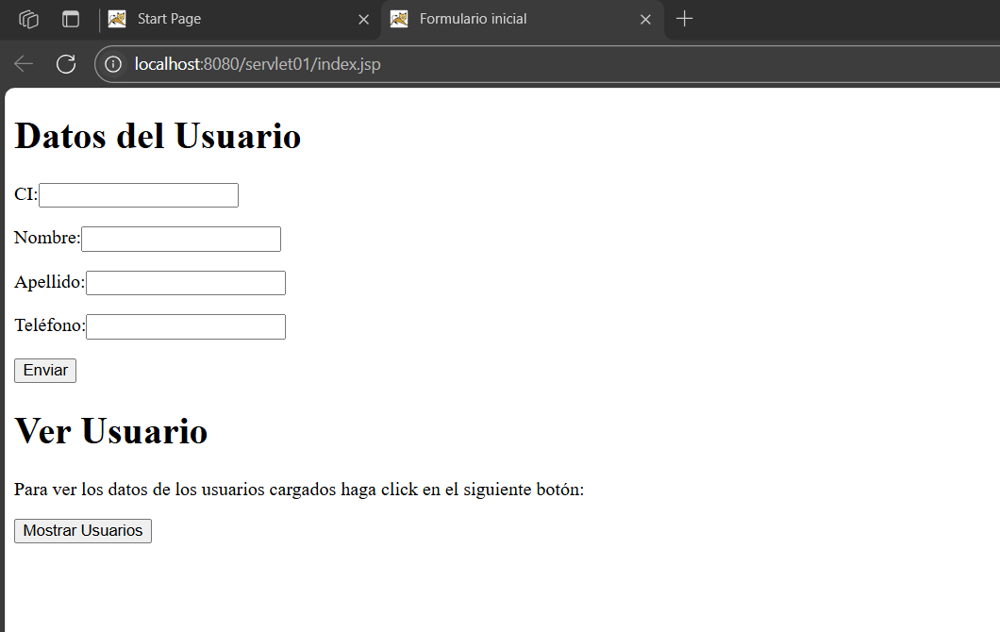 Start Page
Formulario inicial
localhost:8080/servlet01/index.jsp
Datos del Usuario
CI:
Nombre:
Apellido:
Teléfono:
Enviar
Ver Usuario
Para ver los datos de los usuarios cargados haga click en el siguiente botón:
Mostrar Usuarios